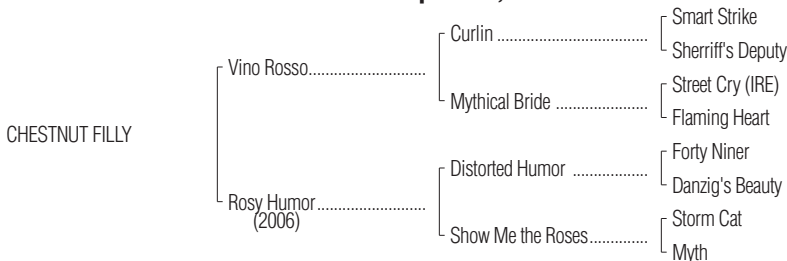 Smart Strike
Curlin
Sherriff's Deputy
Vino Rosso
Street Cry (IRE)
Mythical Bride
Flaming Heart
CHESTNUT FILLY
Forty Niner
Distorted Humor
Danzig's Beauty
Rosy Humor
(2006)
Storm Cat
Show Me the Roses
Myth